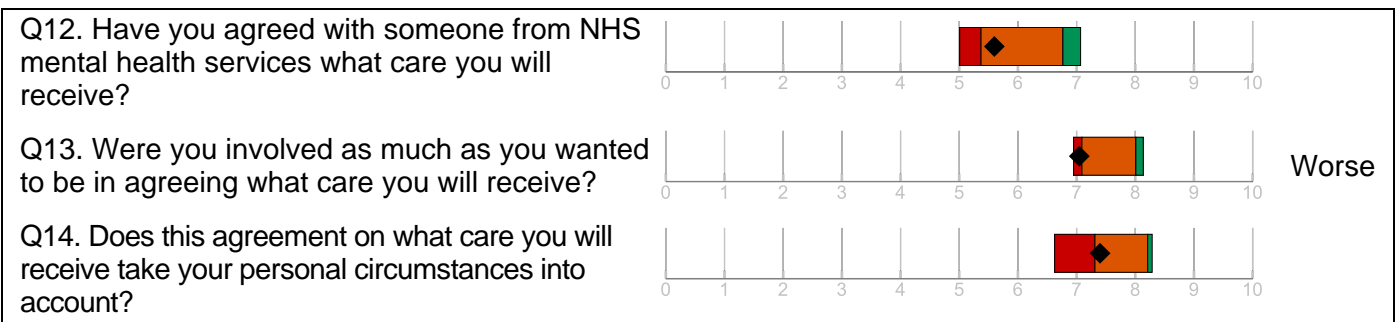 Q12. Have you agreed with someone from NHS
mental health services what care you will
receive?
0 1 2 3 4 5 6 7 8 9 10
Q13. Were you involved as much as you wanted
to be in agreeing what care you will receive?
0 1 2 3 4 5 6 7 8 9 10
Worse
Q14. Does this agreement on what care you will
receive take your personal circumstances into
account?
0 1 2 3 4 5 6 7 8 9 10